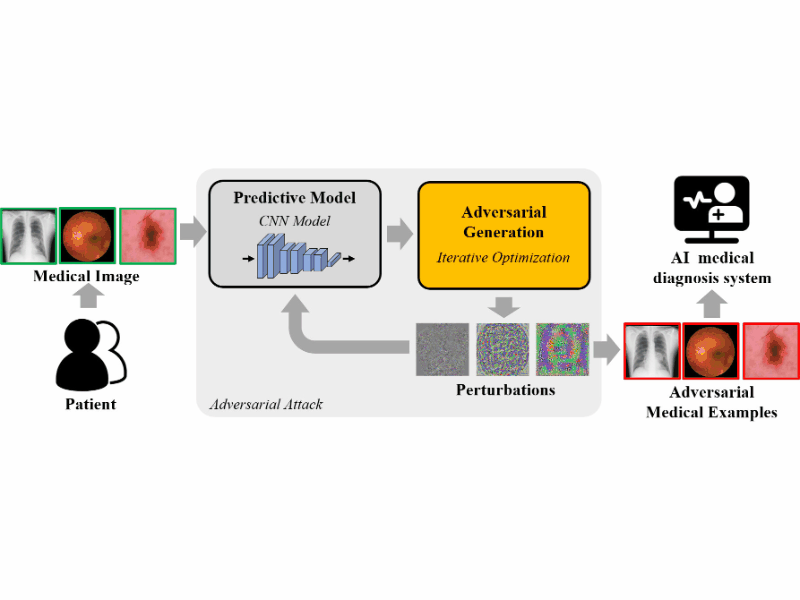 Medical Image
Patient
Predictive Model
CNN Model
Adversarial
Generation
Iterative Optimization
Perturbations
Adversarial Attack
AI medical
diagnosis system
Adversarial
Medical Examples